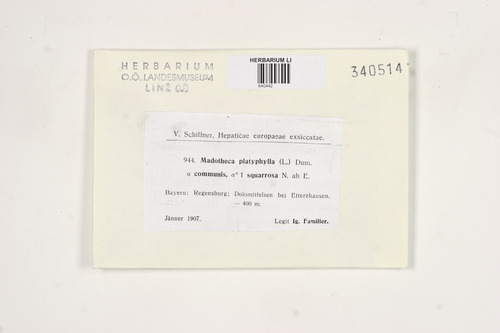 HERBARIUM
O.Ö. LANDESMUSEUM
LINZ (LI)
HERBARIUM LI
340514
V. Schiffner, Hepaticae europaeae exsiccatae.
944. Madotheca platyphylla (L.) Dum.
α communis, α* 1 squarrosa N. ab E.
Bayern: Regensburg; Dolomitfelsen bei Etterzhausen.
— 400 m.
Jänner 1907. Legit Ig. Familler.